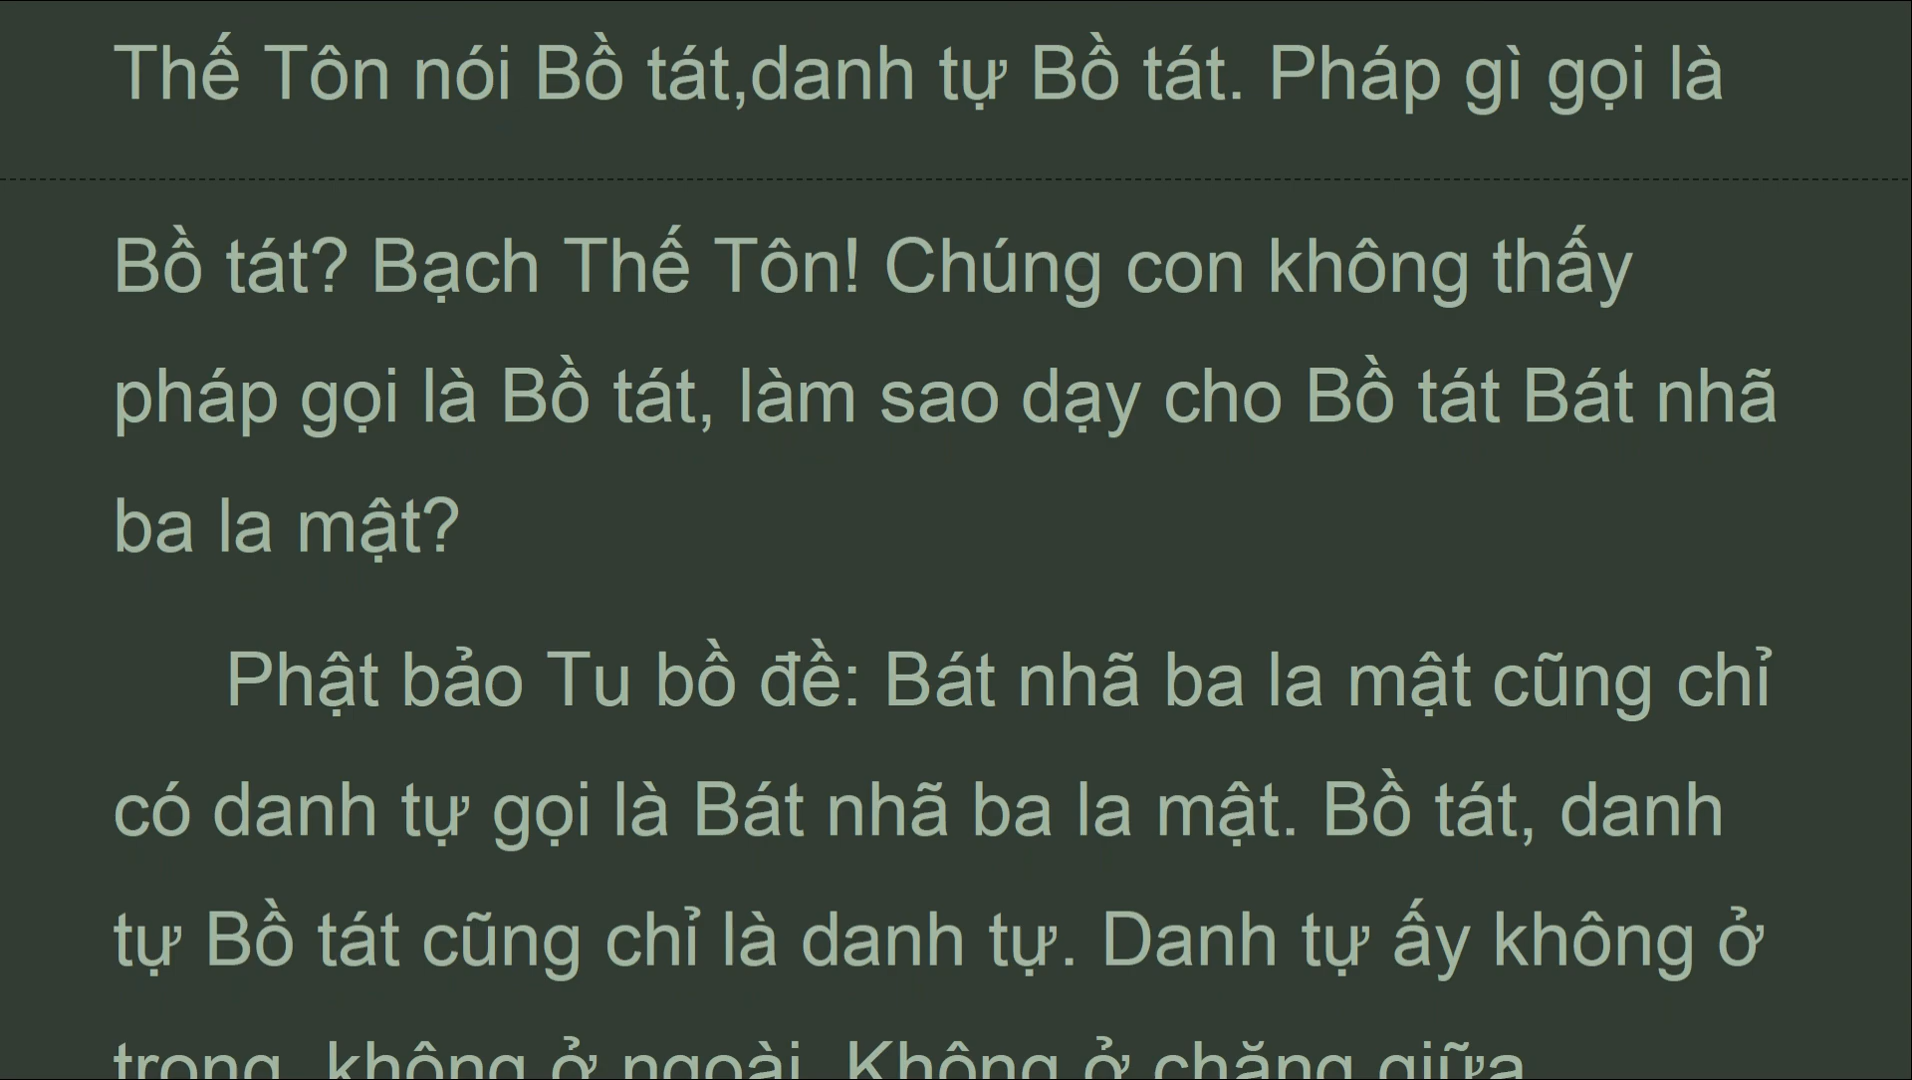 Thế Tôn nói Bồ tát,danh tự Bồ tát. Pháp gì gọi là
Bồ tát? Bạch Thế Tôn! Chúng con không thấy
pháp gọi là Bồ tát, làm sao dạy cho Bồ tát Bát nhã
ba la mật?
Phật bảo Tu bồ đề: Bát nhã ba la mật cũng chỉ
có danh tự gọi là Bát nhã ba la mật. Bồ tát, danh
tự Bồ tát cũng chỉ là danh tự. Danh tự ấy không ở
trong, không ở ngoài. Không ở chặng giữa